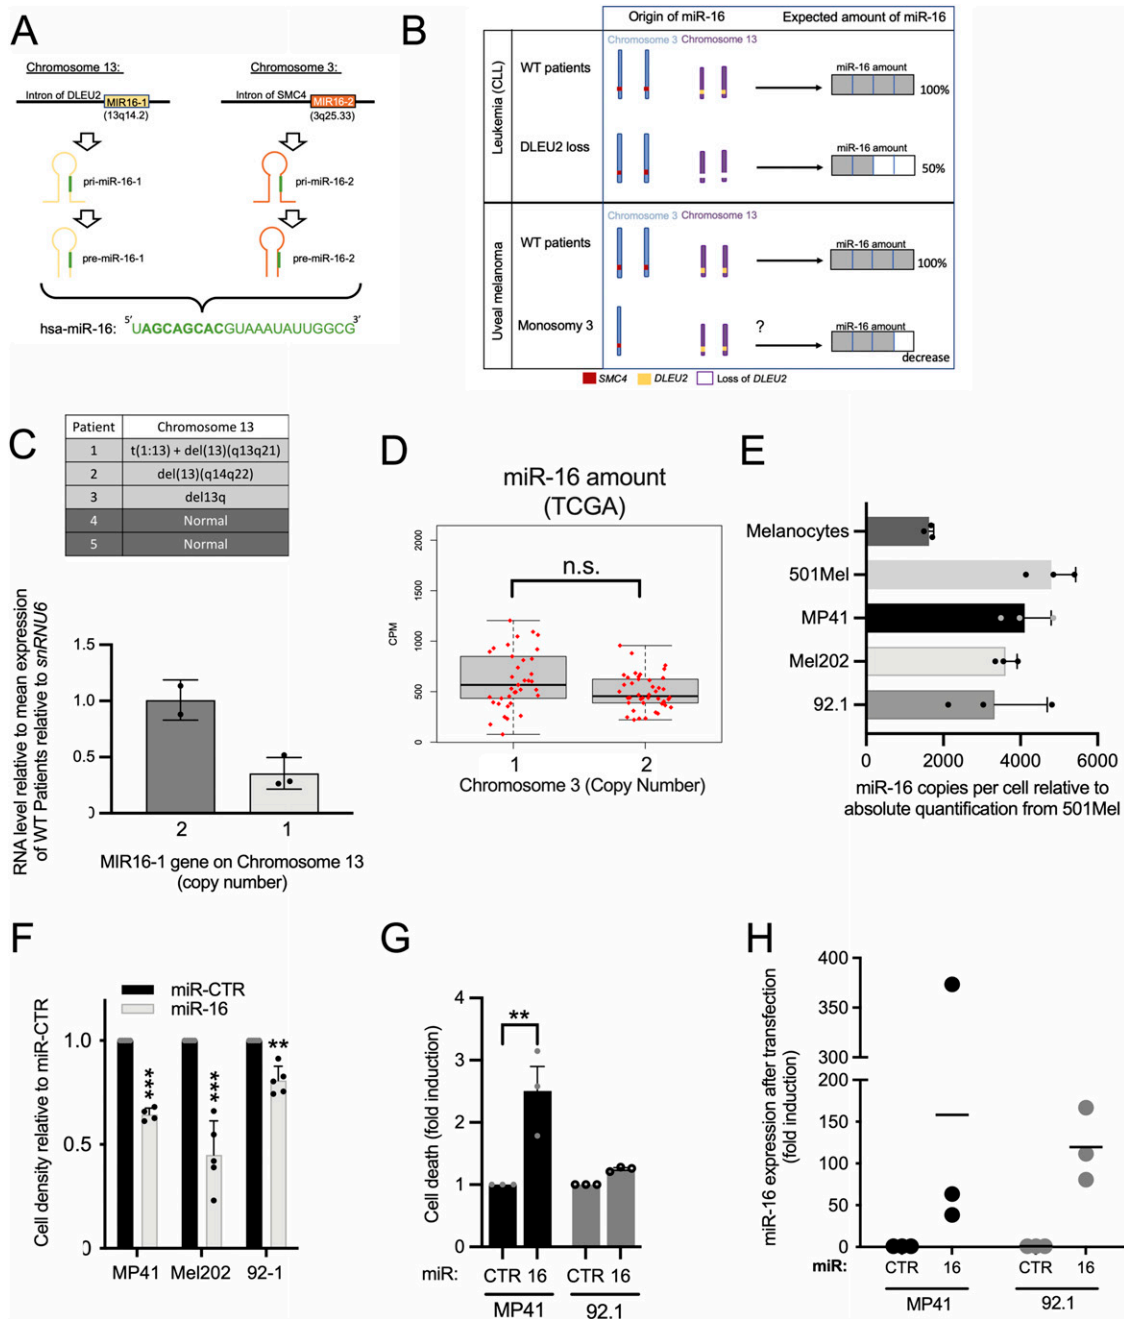 A
Chromosome 13:
Chromosome 3:
Intron of DLEU2
MIR16-1
(13q14.2)
Intron of SMC4
MIR16-2
(3q25.33)
pri-miR-16-1
pri-miR-16-2
pre-miR-16-1
pre-miR-16-2
hsa-miR-16: 5'UAGCAGCACGUAAAUAUUGGCG3'
B
Origin of miR-16
Expected amount of miR-16
Leukemia (CLL)
Chromosome 3 Chromosome 13
WT patients
miR-16 amount
100%
DLEU2 loss
miR-16 amount
50%
Uveal melanoma
Chromosome 3 Chromosome 13
WT patients
miR-16 amount
100%
Monosomy 3
?
miR-16 amount
decrease
SMC4 DLEU2 Loss of DLEU2
C
Patient Chromosome 13
1 t(1:13) + del(13)(q13q21)
2 del(13)(q14q22)
3 del13q
4 Normal
5 Normal
RNA level relative to mean expression
of WT Patients relative to snRNU6
1.5
1.0
0.5
0
2 1
MIR16-1 gene on Chromosome 13
(copy number)
D
miR-16 amount
(TCGA)
n.s.
CPM
2000
1500
1000
500
0
1 2
Chromosome 3 (Copy Number)
E
Melanocytes
501Mel
MP41
Mel202
92.1
0 2000 4000 6000
miR-16 copies per cell relative to
absolute quantification from 501Mel
F
miR-CTR
miR-16
Cell density relative to miR-CTR
1.0
0.5
0
***
***
**
MP41 Mel202 92-1
G
Cell death (fold induction)
4
3
2
1
0
**
miR: CTR 16 CTR 16
MP41 92.1
H
miR-16 expression after transfection
(fold induction)
400
350
300
200
150
100
50
0
miR: CTR 16 CTR 16
MP41 92.1